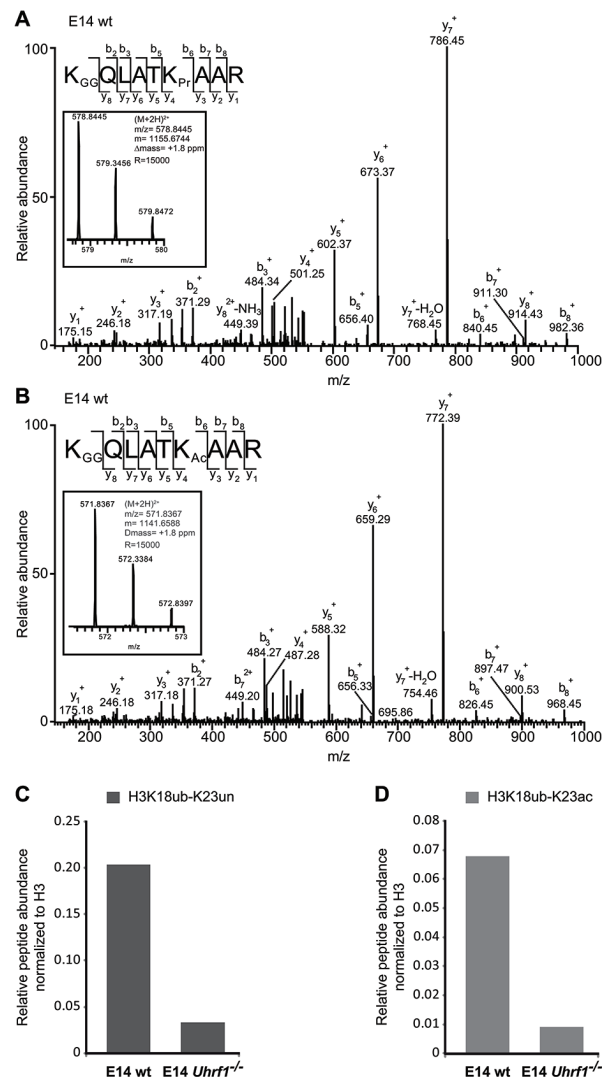 A E14 wt
K GG Q L A T K Pr A A R
b2 b3 b5 b6 b7 b8
y8 y7 y6 y5 y4 y3 y2 y1
578.8445
(M+2H)2+
m/z= 578.8445
m= 1155.6744
Δmass= +1.8 ppm
R=15000
579.3456
579.8472
579 580
m/z
Relative abundance
100
50
0
y1+ 175.15
y2+ 246.18
y3+ 317.19
b2+ 371.29
y8 2+-NH3 449.39
b3+ 484.34
y4+ 501.25
y5+ 602.37
b5+ 656.40
y6+ 673.37
y7+-H2O 768.45
y7+ 786.45
b6+ 840.45
b7+ 911.30
y8+ 914.43
b8+ 982.36
200 300 400 500 600 700 800 900 1000
m/z
B E14 wt
K GG Q L A T K Ac A A R
b2 b3 b5 b6 b7 b8
y8 y7 y6 y5 y4 y3 y2 y1
571.8367
(M+2H)2+
m/z= 571.8367
m= 1141.6588
Dmass= +1.8 ppm
R=15000
572.3384
572.8397
572 573
m/z
Relative abundance
100
50
0
y1+ 175.18
y2+ 246.18
y3+ 317.18
b2+ 371.27
b7 2+ 449.20
b3+ 484.27
y4+ 487.28
y5+ 588.32
b5+ 656.33
y6+ 659.29
695.86
y7+-H2O 754.46
y7+ 772.39
b6+ 826.45
b7+ 897.47
y8+ 900.53
b8+ 968.45
200 300 400 500 600 700 800 900 1000
m/z
C H3K18ub-K23un
Relative peptide abundance
normalized to H3
0.25
0.20
0.15
0.10
0.05
0
E14 wt E14 Uhrf1-/-
D H3K18ub-K23ac
Relative peptide abundance
normalized to H3
0.08
0.07
0.06
0.05
0.04
0.03
0.02
0.01
0
E14 wt E14 Uhrf1-/-